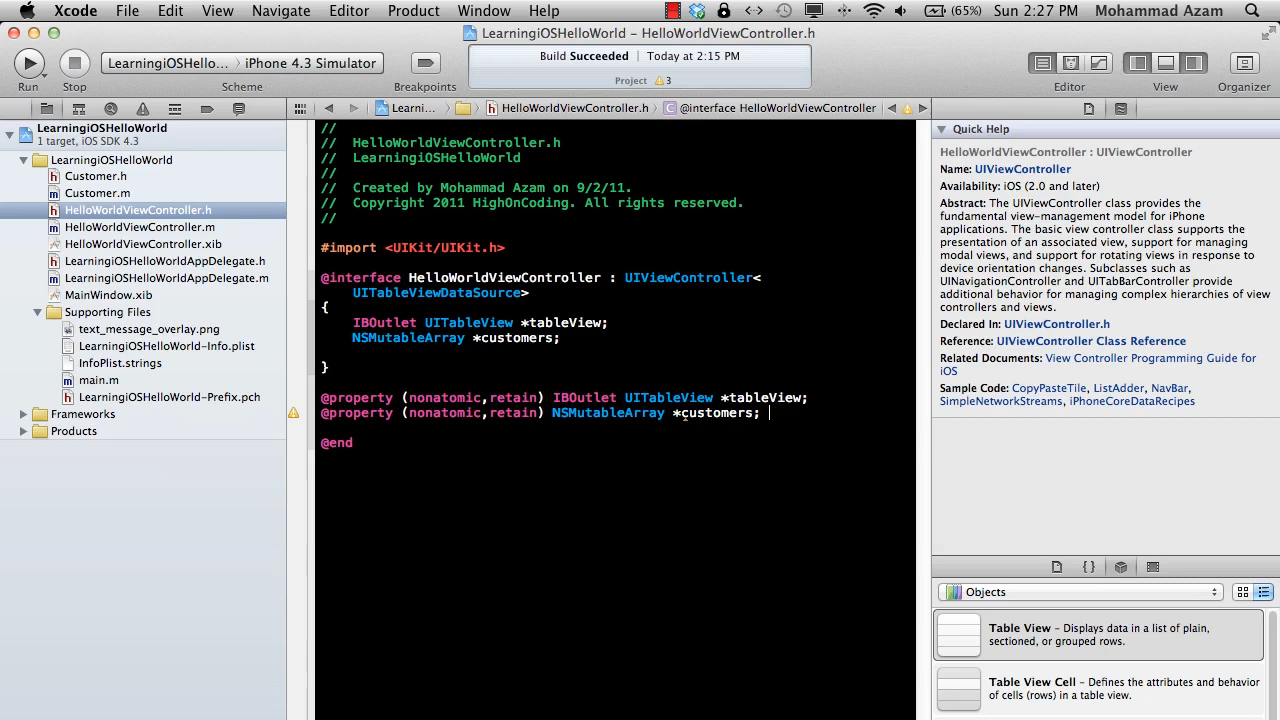 Xcode File Edit View Navigate Editor Product Window Help (65%) Sun 2:27 PM Mohammad Azam
LearningiOSHelloWorld – HelloWorldViewController.h
LearningiOSHello... iPhone 4.3 Simulator
Build Succeeded Today at 2:15 PM
Project 3
Run Stop Scheme Breakpoints Editor View Organizer
Learni... HelloWorldViewController.h @interface HelloWorldViewController
LearningiOSHelloWorld
1 target, iOS SDK 4.3
LearningiOSHelloWorld
Customer.h
Customer.m
HelloWorldViewController.h
HelloWorldViewController.m
HelloWorldViewController.xib
HelloWorldAppDelegate.h
HelloWorldAppDelegate.m
MainWindow.xib
Supporting Files
text_message_overlay.png
LearningiOSHelloWorld-Info.plist
InfoPlist.strings
main.m
LearningiOSHelloWorld-Prefix.pch
Frameworks
Products
//
// HelloWorldViewController.h
// LearningiOSHelloWorld
//
// Created by Mohammad Azam on 9/2/11.
// Copyright 2011 HighOnCoding. All rights reserved.
//
#import <UIKit/UIKit.h>
@interface HelloWorldViewController : UIViewController<
UITableViewDataSource>
{
IBOutlet UITableView *tableView;
NSMutableArray *customers;
}
@property (nonatomic,retain) IBOutlet UITableView *tableView;
@property (nonatomic,retain) NSMutableArray *customers;
@end
Quick Help
HelloWorldViewController : UIViewController
Name: UIViewController
Availability: iOS (2.0 and later)
Abstract: The UIViewController class provides the
fundamental view-management model for iPhone
applications. The basic view controller class supports the
presentation of an associated view, support for managing
modal views, and support for rotating views in response to
device orientation changes. Subclasses such as
UINavigationController and UITabBarController provide
additional behavior for managing complex hierarchies of view
controllers and views.
Declared In: UIViewController.h
Reference: UIViewController Class Reference
Related Documents: View Controller Programming Guide for
iOS
Sample Code: CopyPasteTile, ListAdder, NavBar,
SimpleNetworkStreams, iPhoneCoreDataRecipes
{ }
Objects
Table View – Displays data in a list of plain,
sectioned, or grouped rows.
Table View Cell – Defines the attributes and behavior
of cells (rows) in a table view.